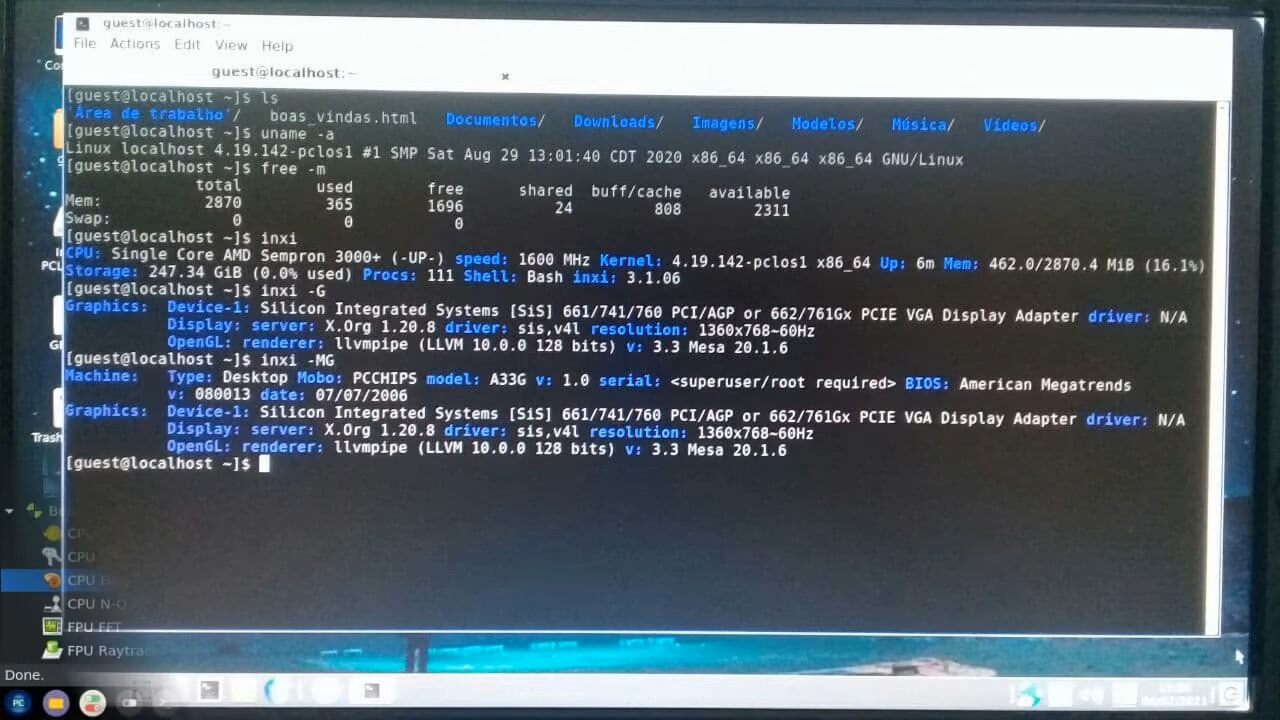 guest@localhost:~
File Actions Edit View Help
guest@localhost:~ ×
[guest@localhost ~]$ ls
'Área de trabalho'/ boas_vindas.html Documentos/ Downloads/ Imagens/ Modelos/ Música/ Vídeos/
[guest@localhost ~]$ uname -a
Linux localhost 4.19.142-pclos1 #1 SMP Sat Aug 29 13:01:40 CDT 2020 x86_64 x86_64 x86_64 GNU/Linux
[guest@localhost ~]$ free -m
total used free shared buff/cache available
Mem: 2870 365 1696 24 808 2311
Swap: 0 0 0
[guest@localhost ~]$ inxi
CPU: Single Core AMD Sempron 3000+ (-UP-) speed: 1600 MHz Kernel: 4.19.142-pclos1 x86_64 Up: 6m Mem: 462.0/2870.4 MiB (16.1%)
Storage: 247.34 GiB (0.0% used) Procs: 111 Shell: Bash inxi: 3.1.06
[guest@localhost ~]$ inxi -G
Graphics: Device-1: Silicon Integrated Systems [SiS] 661/741/760 PCI/AGP or 662/761Gx PCIE VGA Display Adapter driver: N/A
Display: server: X.Org 1.20.8 driver: sis,v4l resolution: 1360x768~60Hz
OpenGL: renderer: llvmpipe (LLVM 10.0.0 128 bits) v: 3.3 Mesa 20.1.6
[guest@localhost ~]$ inxi -MG
Machine: Type: Desktop Mobo: PCCHIPS model: A33G v: 1.0 serial: <superuser/root required> BIOS: American Megatrends
v: 080013 date: 07/07/2006
Graphics: Device-1: Silicon Integrated Systems [SiS] 661/741/760 PCI/AGP or 662/761Gx PCIE VGA Display Adapter driver: N/A
Display: server: X.Org 1.20.8 driver: sis,v4l resolution: 1360x768~60Hz
OpenGL: renderer: llvmpipe (LLVM 10.0.0 128 bits) v: 3.3 Mesa 20.1.6
[guest@localhost ~]$
Trash
CPU
CPU
CPU N-Q
FPU FFT
FPU Raytra
Done.
PC